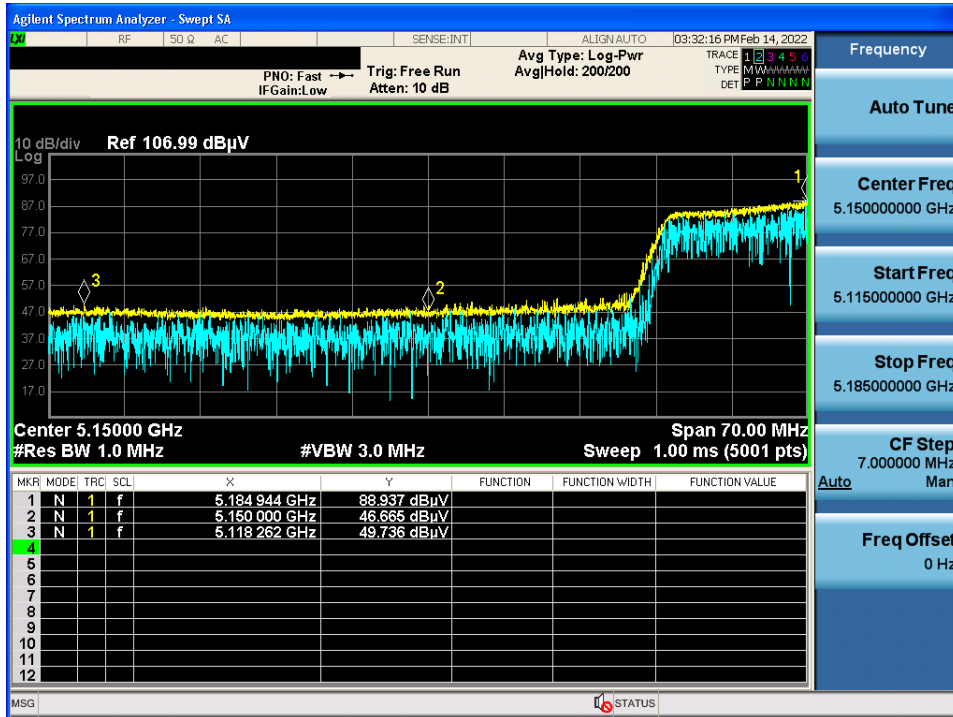 Agilent Spectrum Analyzer - Swept SA
LXI RF 50 Ω AC SENSE:INT ALIGN AUTO 03:32:16 PM Feb 14, 2022
PNO: Fast
IFGain:Low
Trig: Free Run
Atten: 10 dB
Avg Type: Log-Pwr
Avg|Hold: 200/200
TRACE 1 2 3 4 5 6
TYPE M WWWWW
DET P P N N N N
10 dB/div Ref 106.99 dBµV
Log
97.0
87.0
77.0
67.0
57.0
47.0
37.0
27.0
17.0
1
2
3
Center 5.15000 GHz Span 70.00 MHz
#Res BW 1.0 MHz #VBW 3.0 MHz Sweep 1.00 ms (5001 pts)
MKR MODE TRC SCL X Y FUNCTION FUNCTION WIDTH FUNCTION VALUE
1 N 1 f 5.184 944 GHz 88.937 dBµV
2 N 1 f 5.150 000 GHz 46.665 dBµV
3 N 1 f 5.118 262 GHz 49.736 dBµV
4
5
6
7
8
9
10
11
12
MSG STATUS
Frequency
Auto Tune
Center Freq
5.150000000 GHz
Start Freq
5.115000000 GHz
Stop Freq
5.185000000 GHz
CF Step
7.000000 MHz
Auto Man
Freq Offset
0 Hz